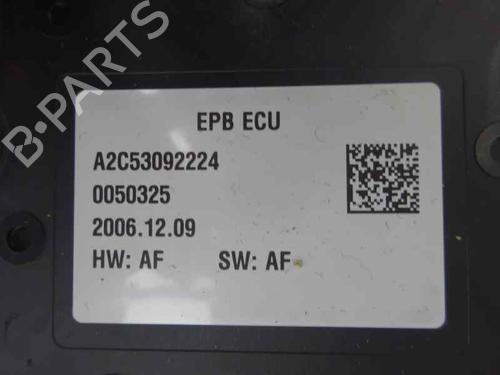 B-PARTS
EPB ECU
A2C53092224
0050325
2006.12.09
HW: AF SW: AF